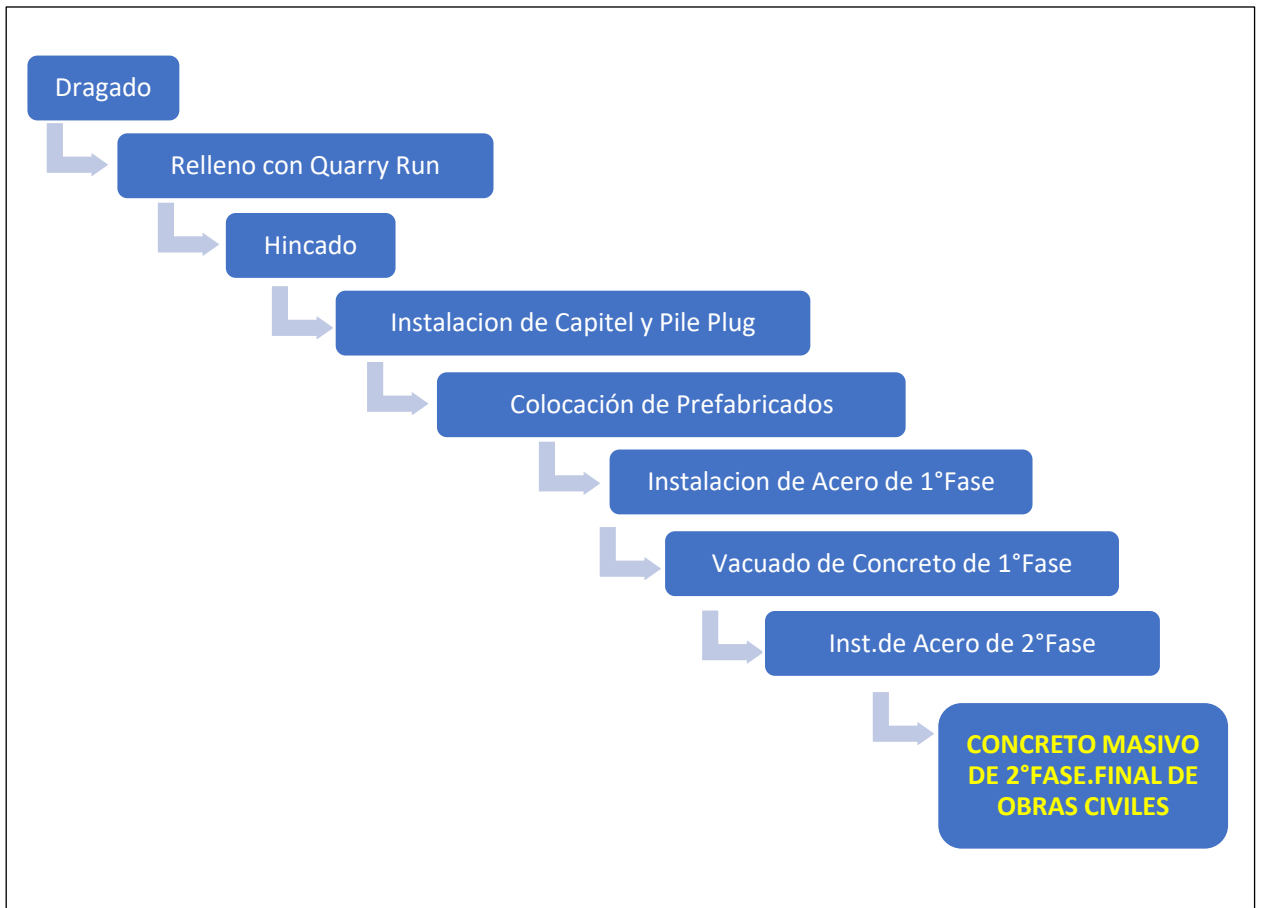 Dragado
Relleno con Quarry Run
Hincado
Instalacion de Capitel y Pile Plug
Colocación de Prefabricados
Instalacion de Acero de 1°Fase
Vacuado de Concreto de 1°Fase
Inst.de Acero de 2°Fase
CONCRETO MASIVO
DE 2°FASE.FINAL DE
OBRAS CIVILES